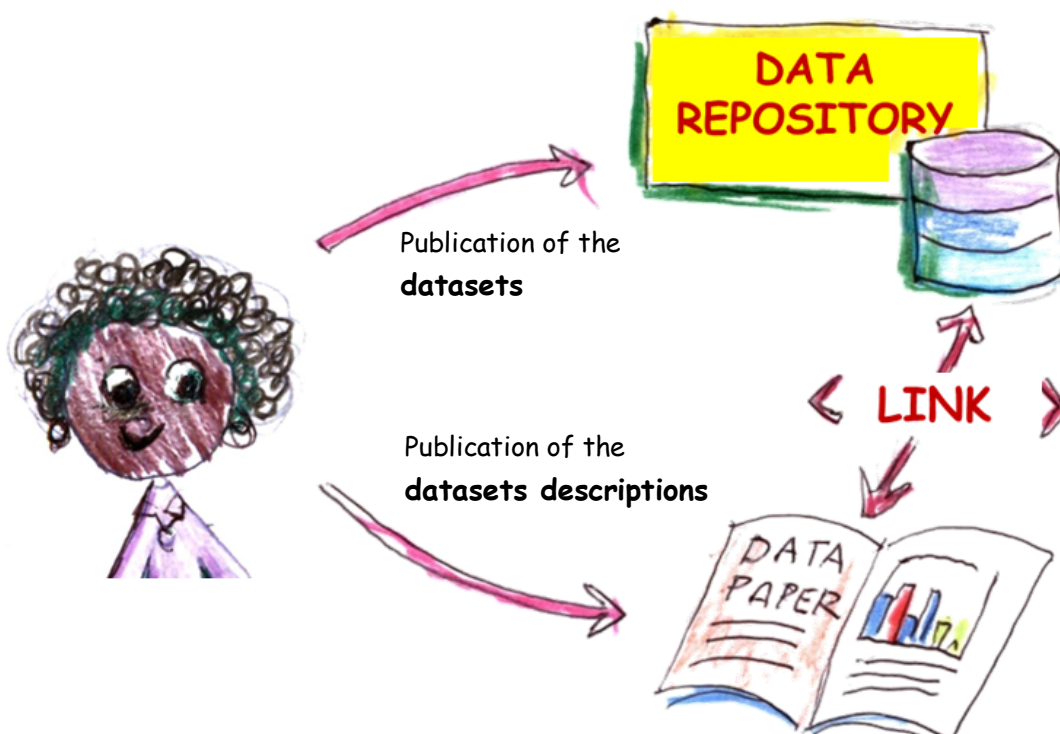 DATA
REPOSITORY
Publication of the
datasets
LINK
Publication of the
datasets descriptions
DATA
PAPER